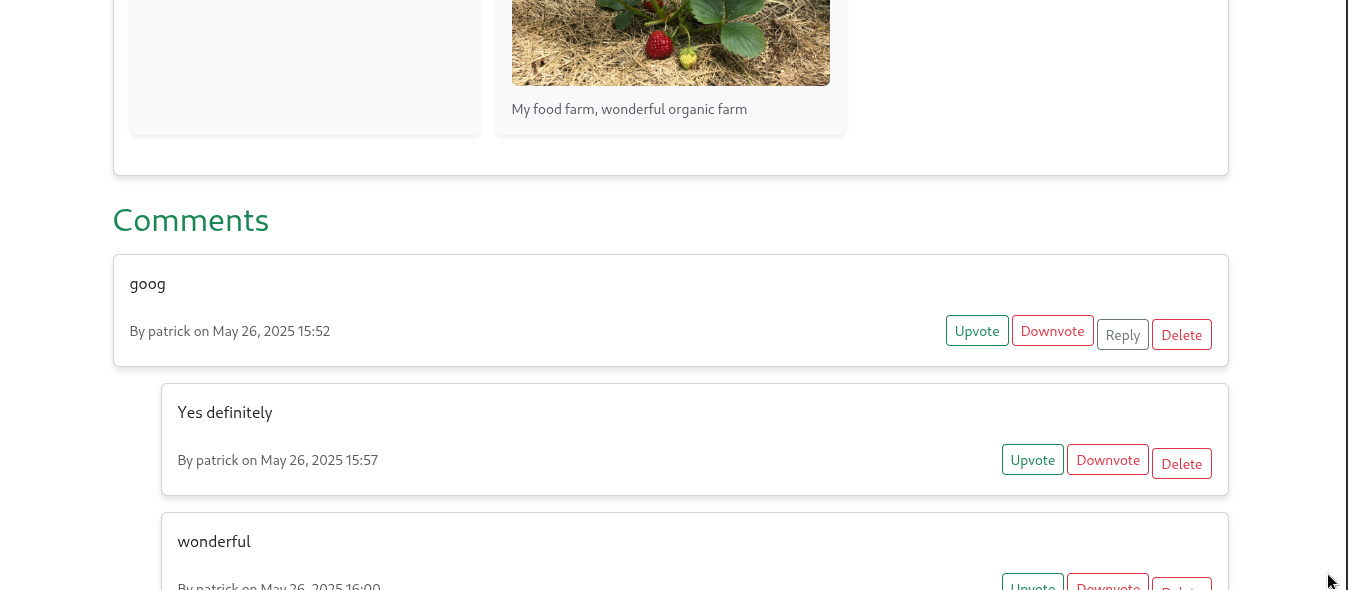 My food farm, wonderful organic farm
Comments
goog
By patrick on May 26, 2025 15:52
Upvote Downvote Reply Delete
Yes definitely
By patrick on May 26, 2025 15:57
Upvote Downvote Delete
wonderful
By patrick on May 26, 2025 16:00
Upvote Downvote Delete